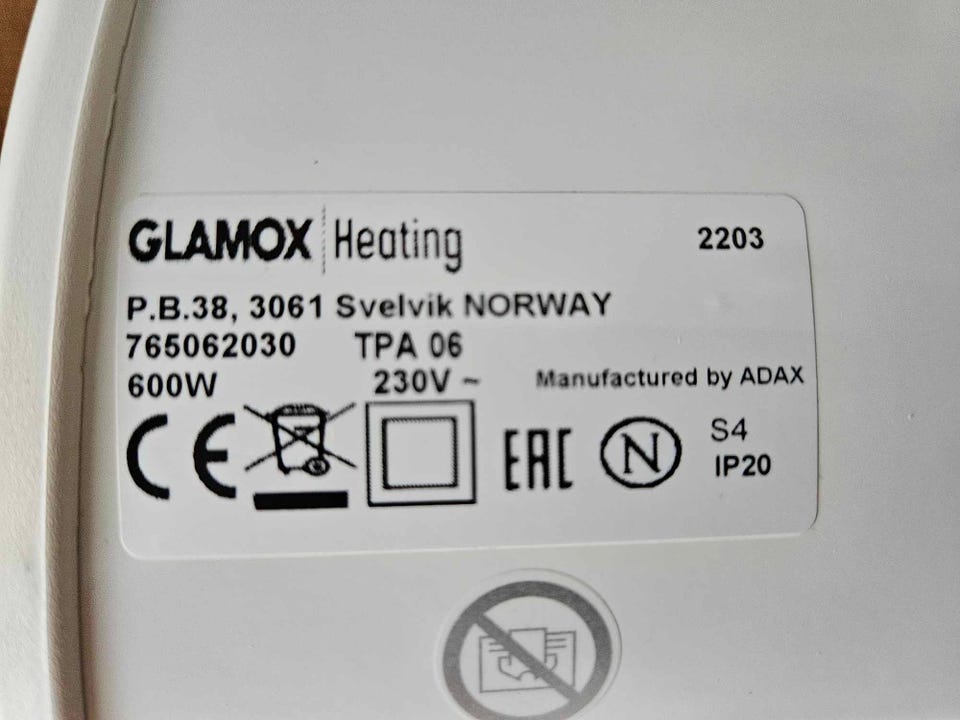 GLAMOX Heating 2203
P.B.38, 3061 Svelvik NORWAY
765062030 TPA 06
600W 230V ~ Manufactured by ADAX
CE EAC N S4
IP20